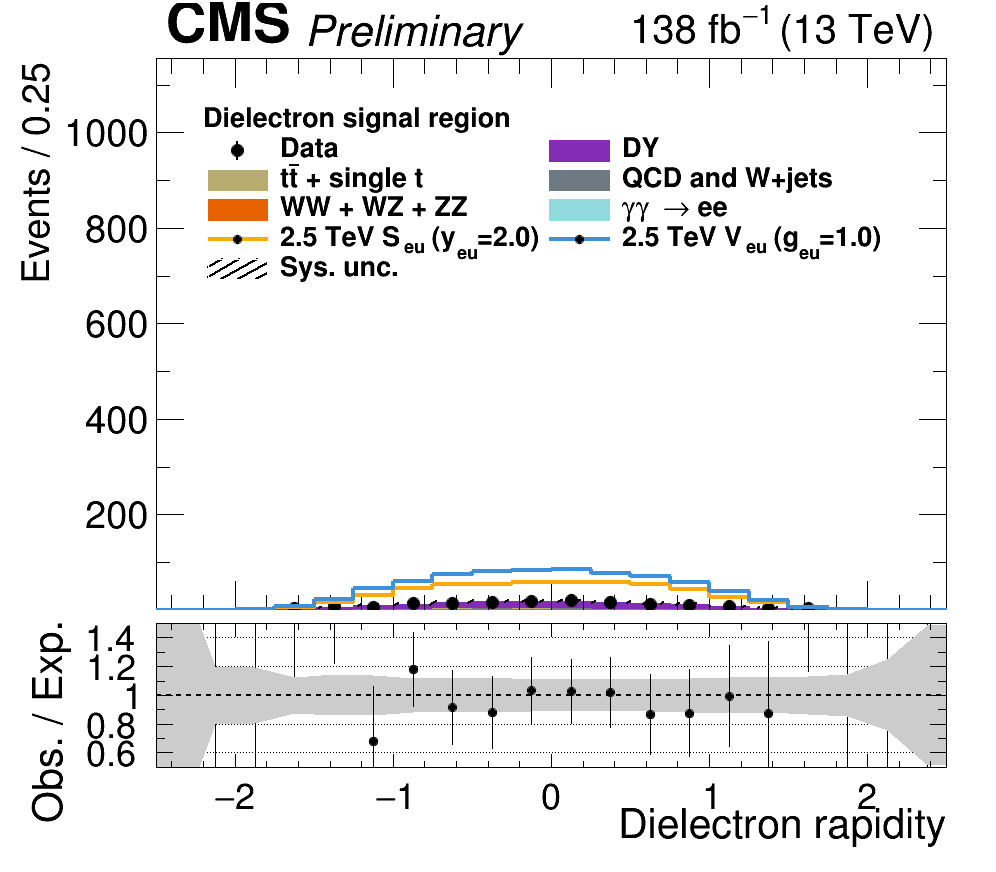 CMS Preliminary 138 fb⁻¹ (13 TeV)
Events / 0.25
1000
800
600
400
200
Dielectron signal region
Data
DY
tt̄ + single t
QCD and W+jets
WW + WZ + ZZ
γγ → ee
2.5 TeV S_eu (y_eu=2.0)
2.5 TeV V_eu (g_eu=1.0)
Sys. unc.
Obs. / Exp.
1.4
1.2
1
0.8
0.6
−2 −1 0 1 2
Dielectron rapidity